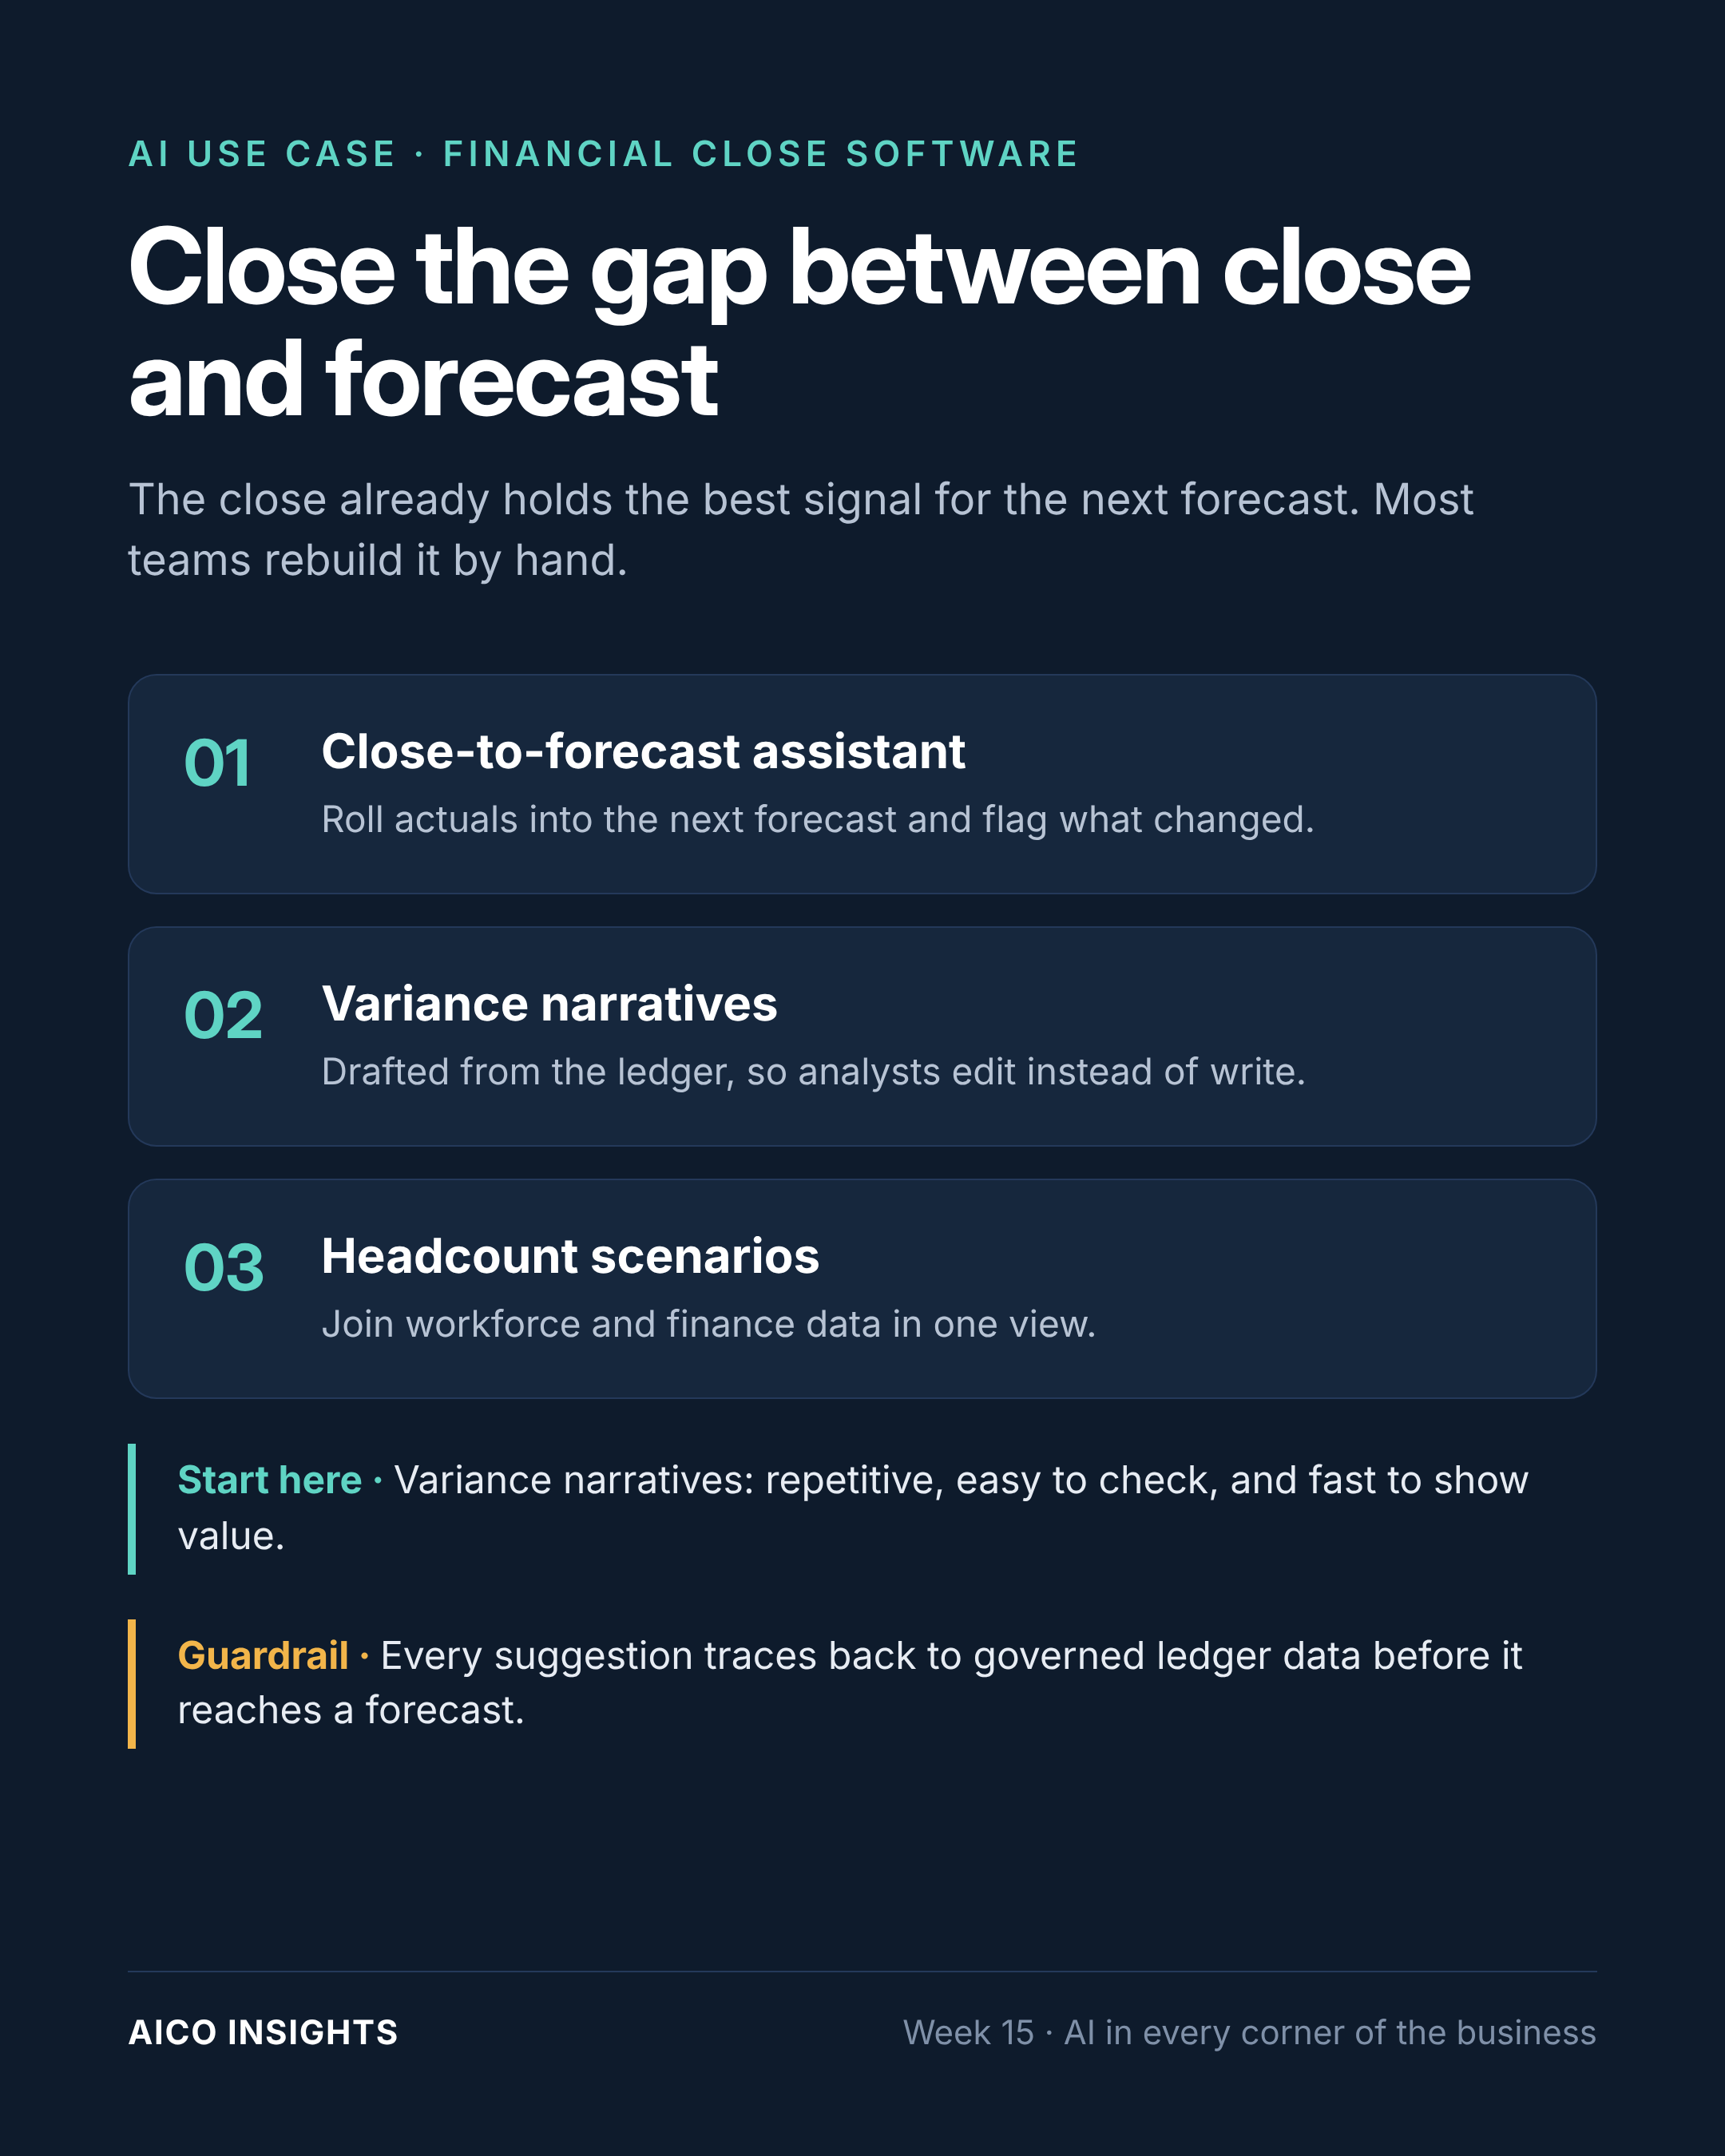 AI USE CASE · FINANCIAL CLOSE SOFTWARE
Close the gap between close
and forecast
The close already holds the best signal for the next forecast. Most
teams rebuild it by hand.
01
Close-to-forecast assistant
Roll actuals into the next forecast and flag what changed.
02
Variance narratives
Drafted from the ledger, so analysts edit instead of write.
03
Headcount scenarios
Join workforce and finance data in one view.
Start here · Variance narratives: repetitive, easy to check, and fast to show
value.
Guardrail · Every suggestion traces back to governed ledger data before it
reaches a forecast.
AICO INSIGHTS
Week 15 · AI in every corner of the business